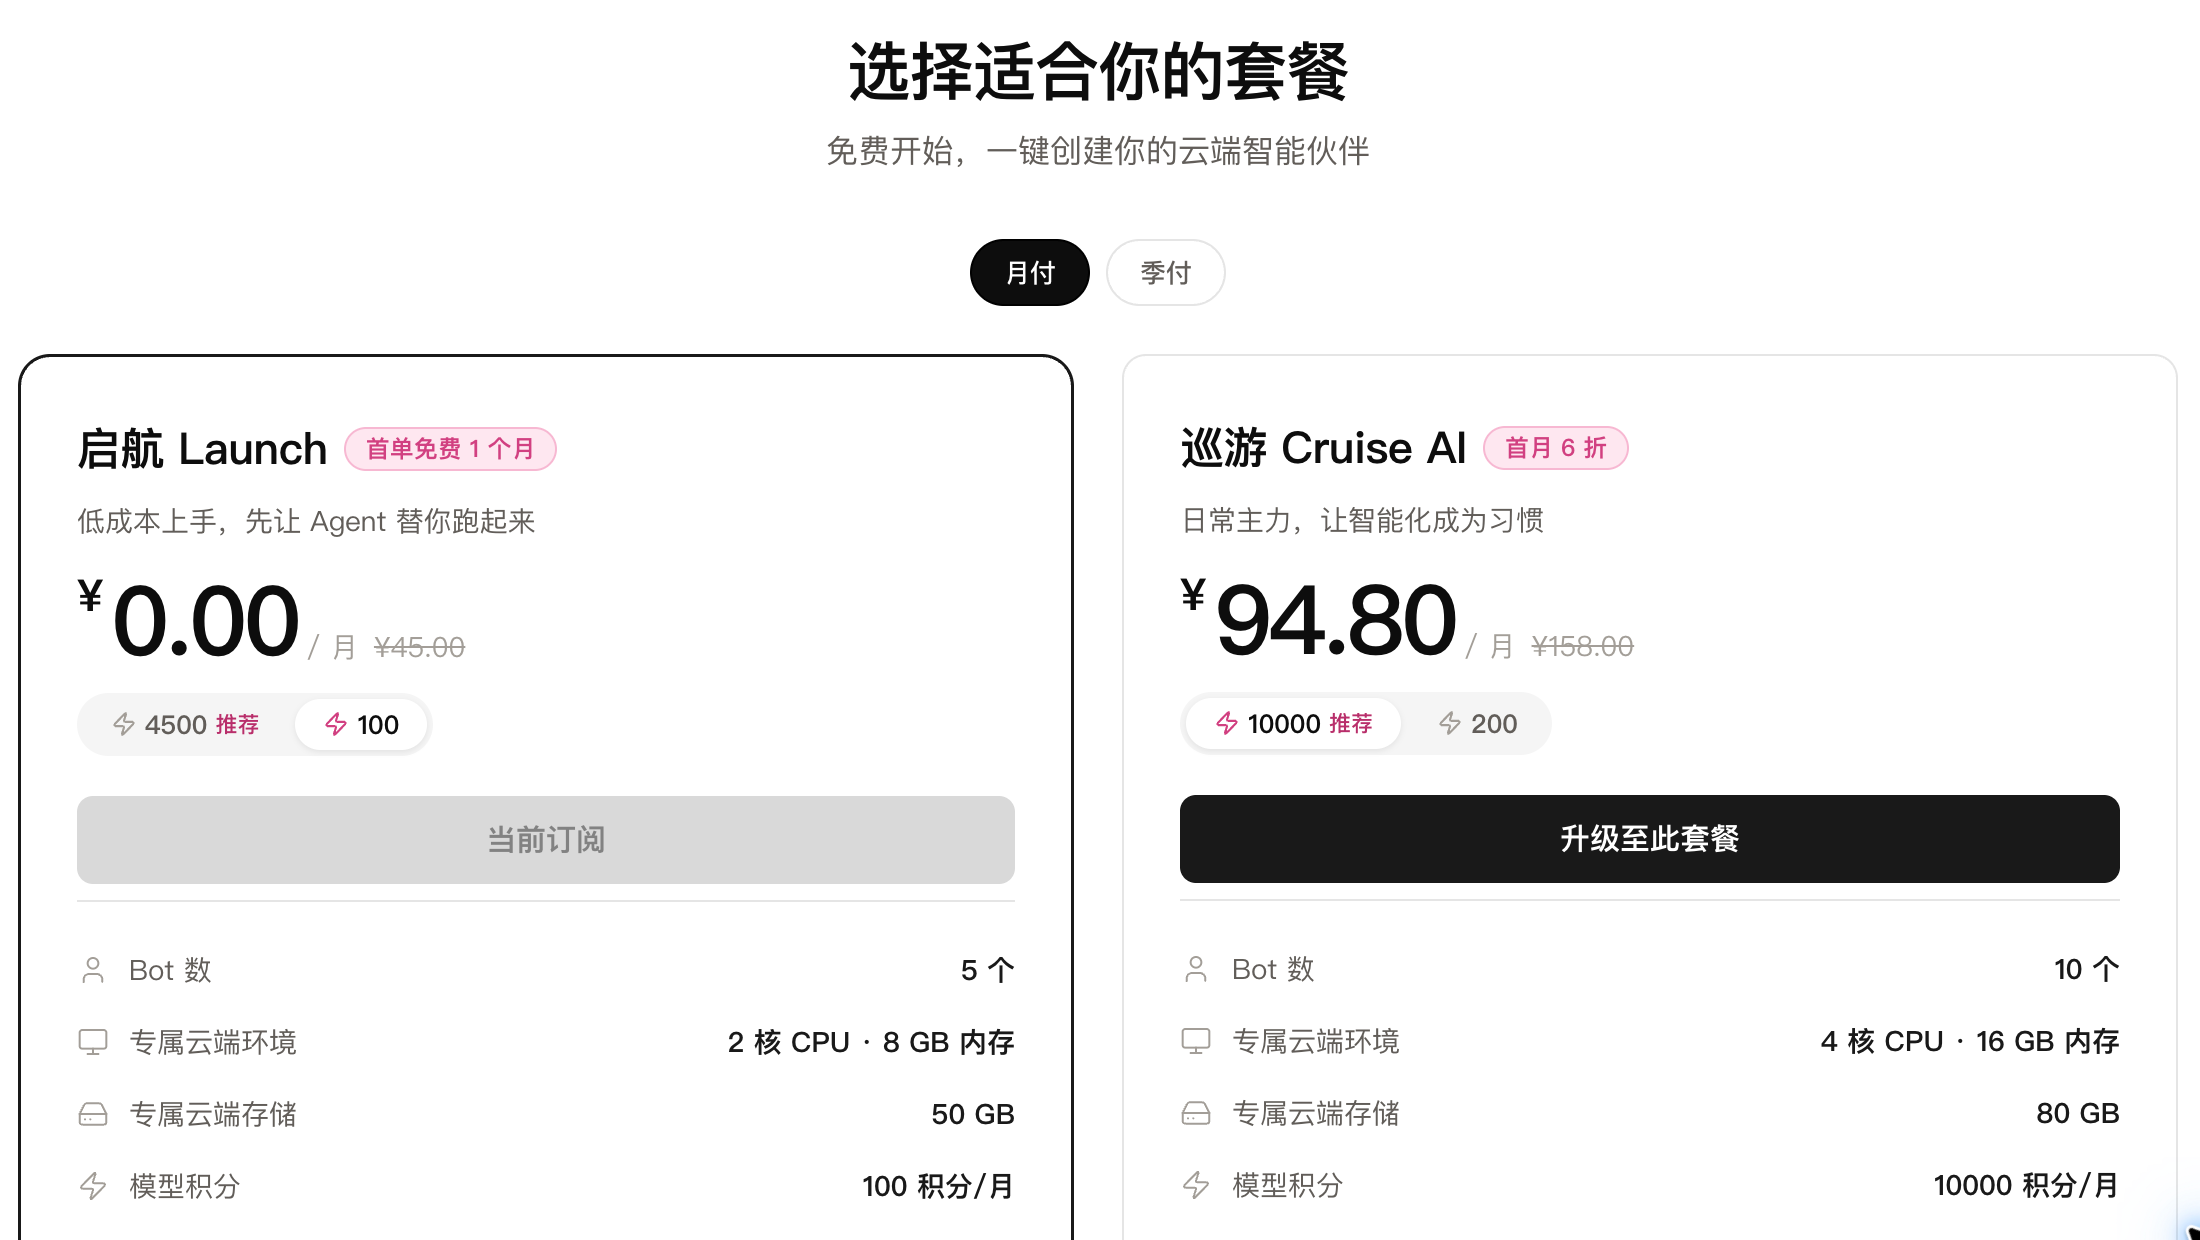 选择适合你的套餐
免费开始，一键创建你的云端智能伙伴
月付 季付
启航 Launch 首单免费 1 个月
低成本上手，先让 Agent 替你跑起来
¥0.00 / 月 ¥45.00
4500 推荐 100
当前订阅
Bot 数 5 个
专属云端环境 2 核 CPU · 8 GB 内存
专属云端存储 50 GB
模型积分 100 积分/月
巡游 Cruise AI 首月 6 折
日常主力，让智能化成为习惯
¥94.80 / 月 ¥158.00
10000 推荐 200
升级至此套餐
Bot 数 10 个
专属云端环境 4 核 CPU · 16 GB 内存
专属云端存储 80 GB
模型积分 10000 积分/月